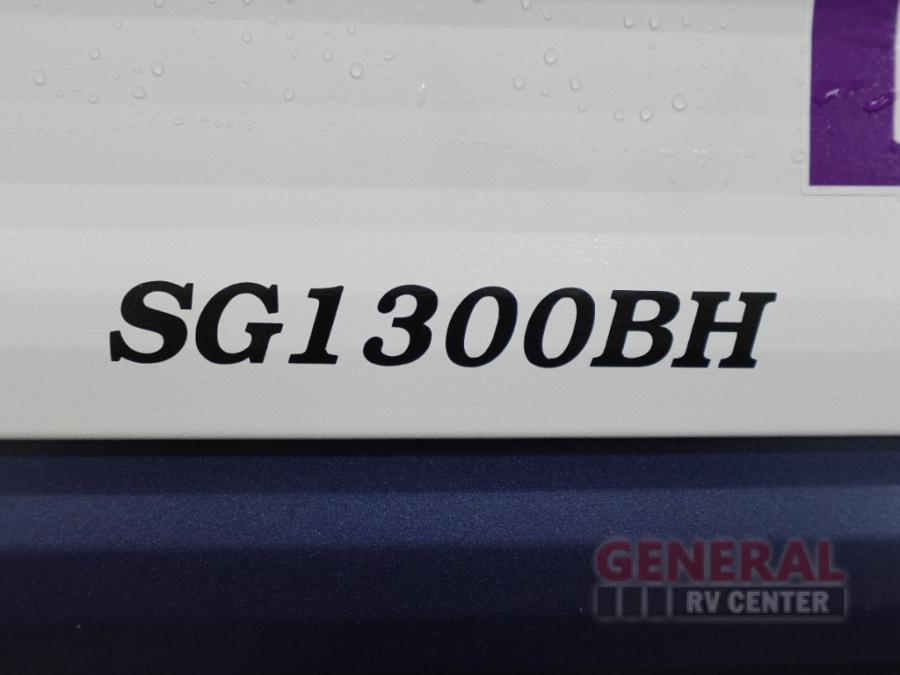 SG1300BH
GENERAL
RV CENTER